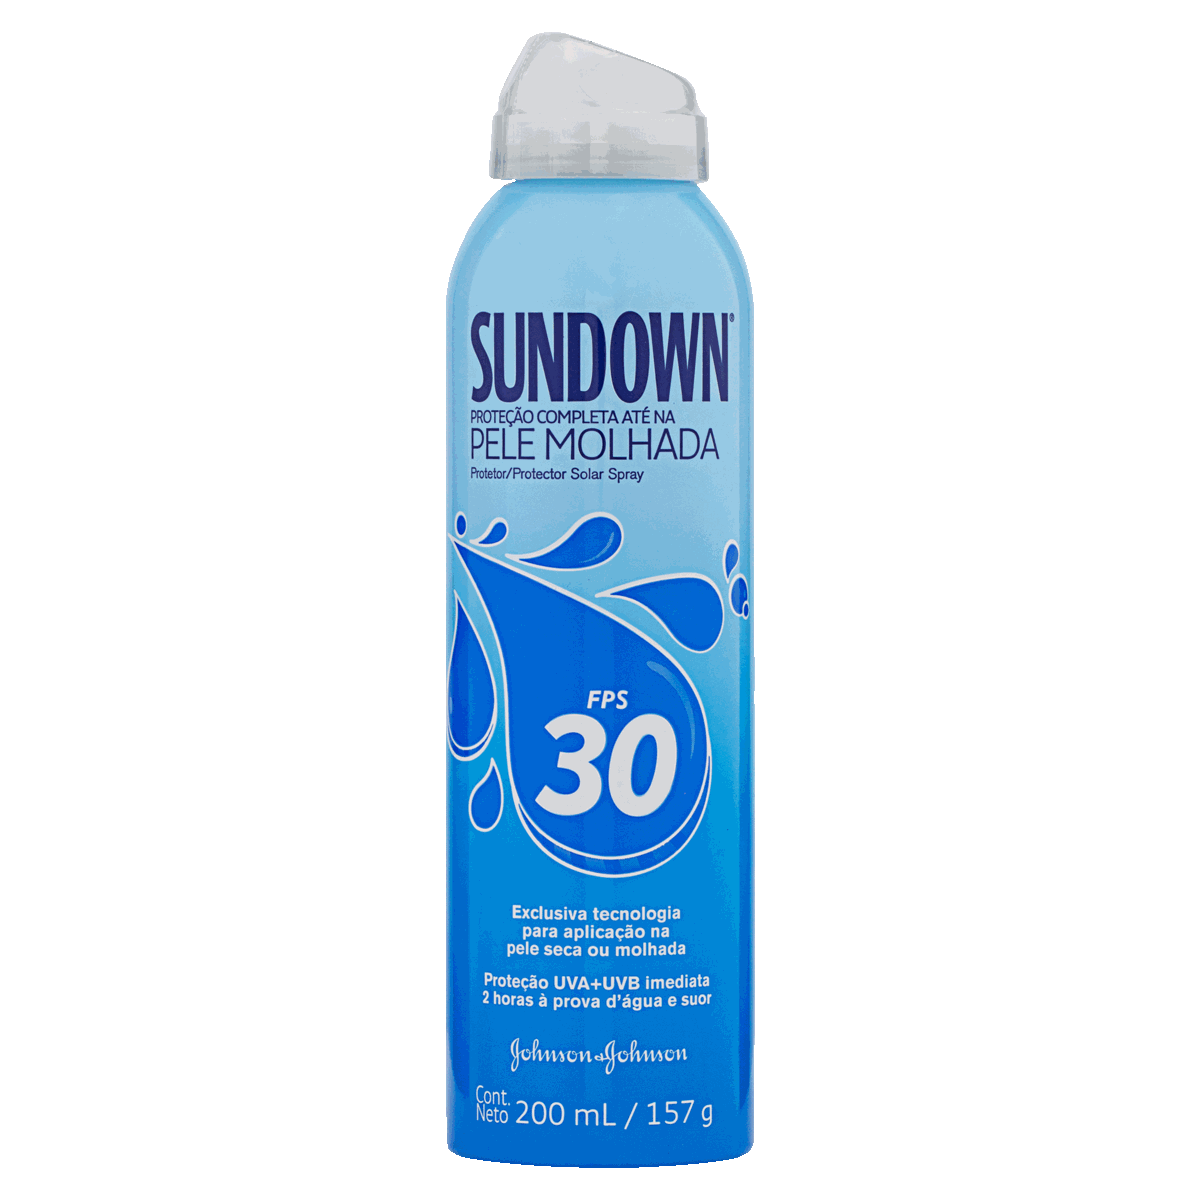 SUNDOWN®
PROTEÇÃO COMPLETA ATÉ NA
PELE MOLHADA
Protetor/Protector Solar Spray
FPS
30
Exclusiva tecnologia
para aplicação na
pele seca ou molhada
Proteção UVA+UVB imediata
2 horas à prova d'água e suor
Johnson&Johnson
Cont.
Neto 200 mL / 157 g